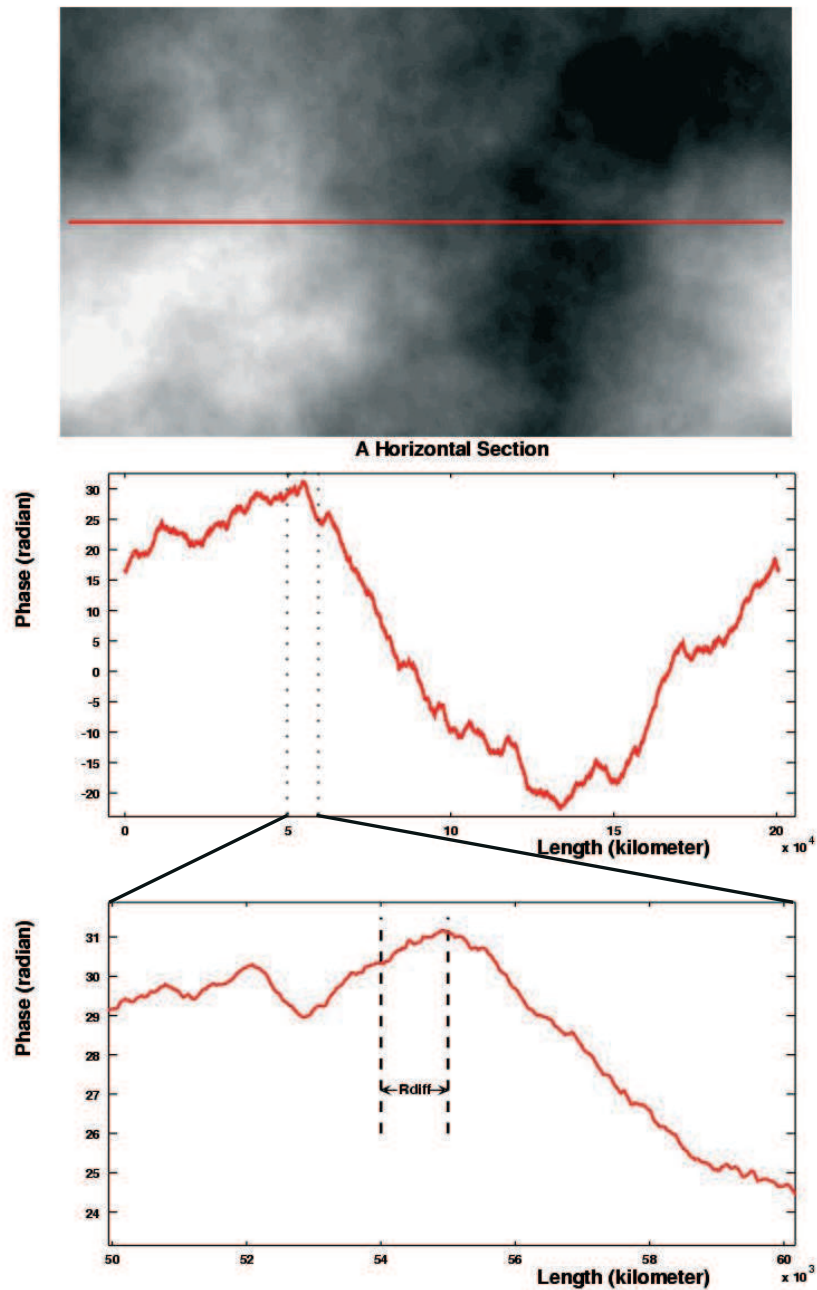 A Horizontal Section
Phase (radian)
30
25
20
15
10
5
0
-5
-10
-15
-20
0 5 10 15 20
x 10^4
Length (kilometer)
Phase (radian)
31
30
29
28
27
26
25
24
Rdiff
50 52 54 56 58 60
x 10^3
Length (kilometer)